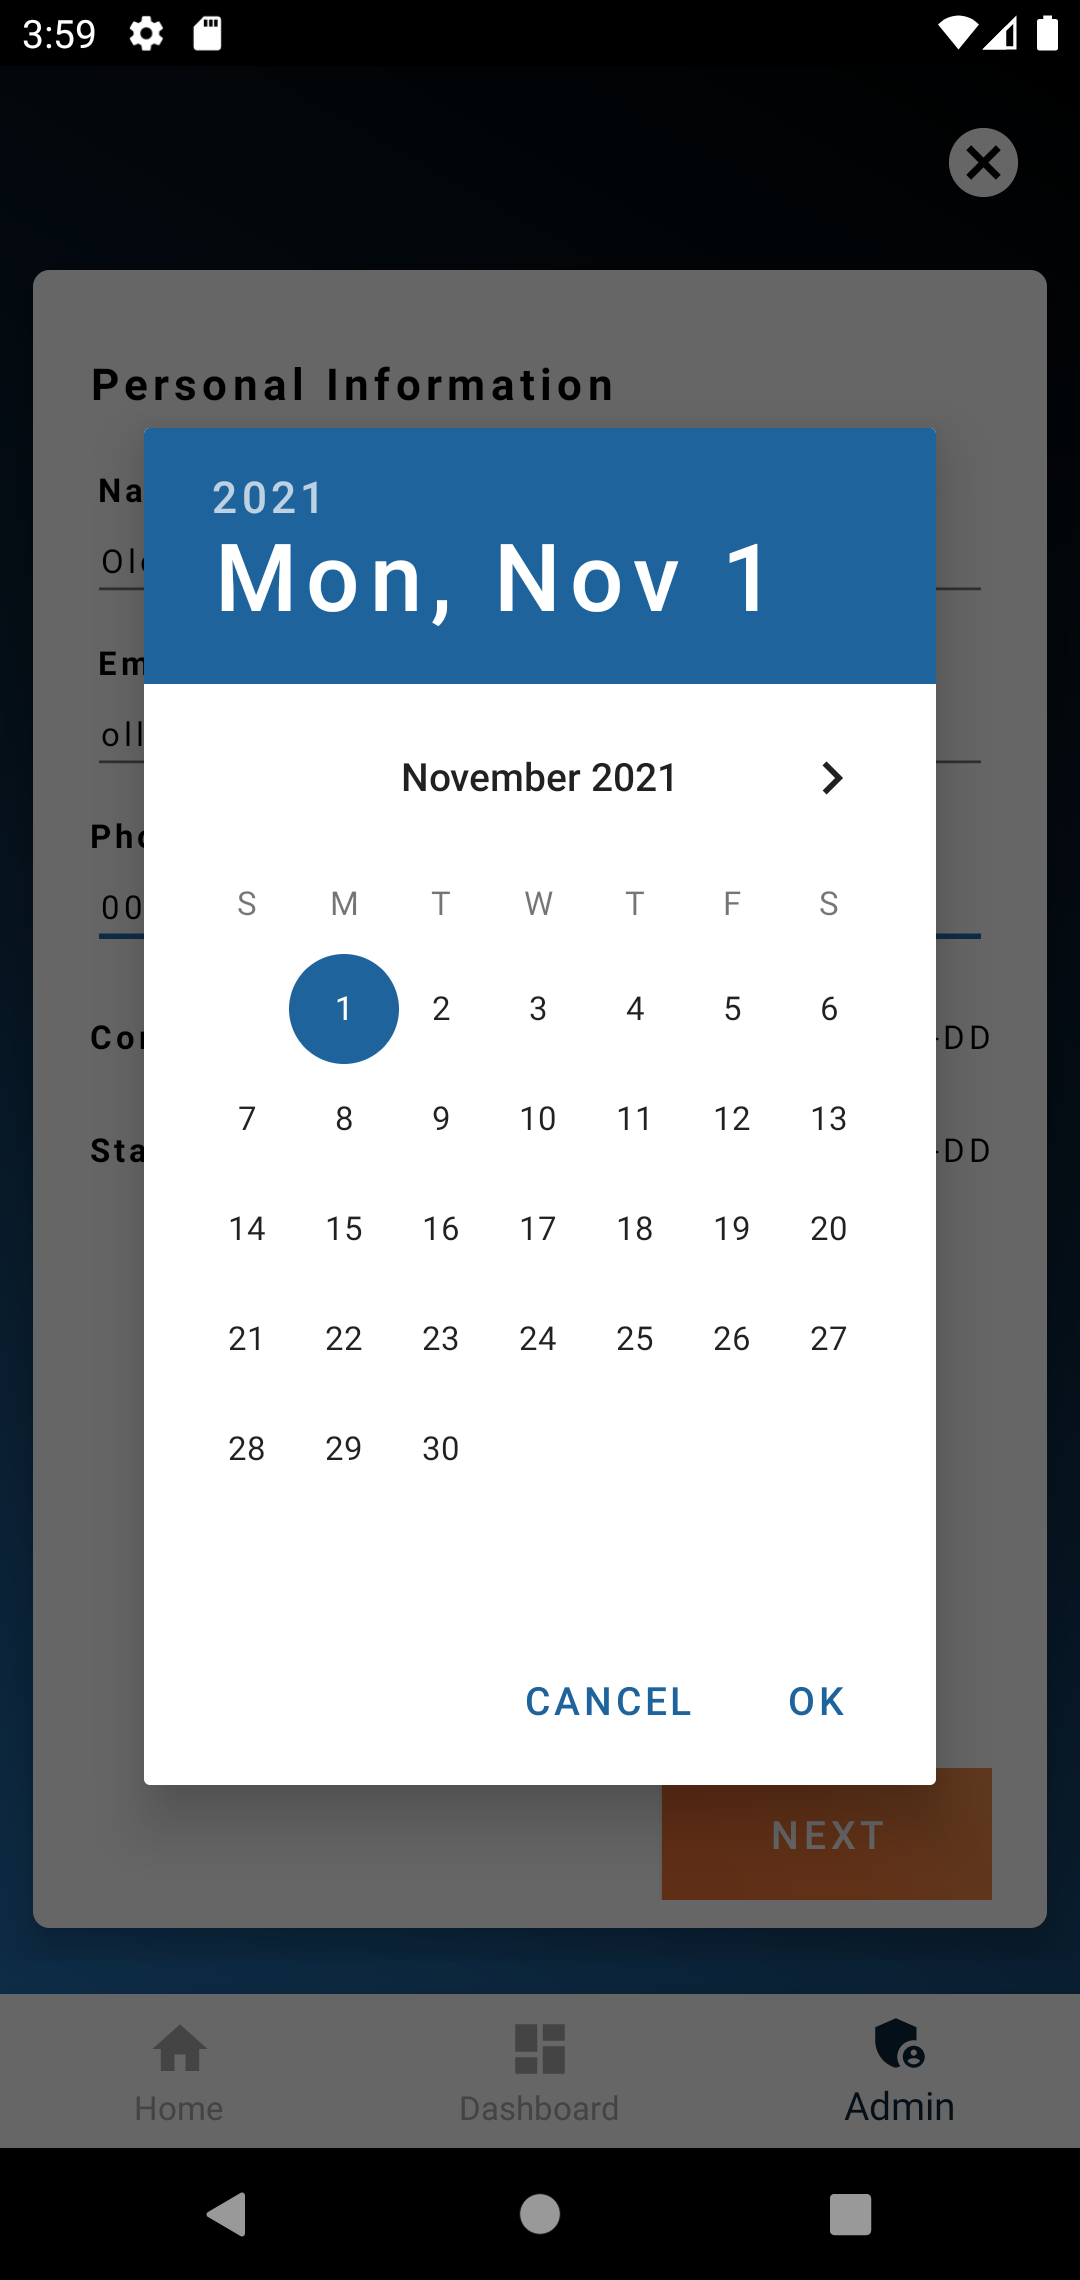 3:59
Personal Information
2021
Mon, Nov 1
November 2021
S M T W T F S
1 2 3 4 5 6
7 8 9 10 11 12 13
14 15 16 17 18 19 20
21 22 23 24 25 26 27
28 29 30
-DD
-DD
CANCEL OK
NEXT
Home Dashboard Admin